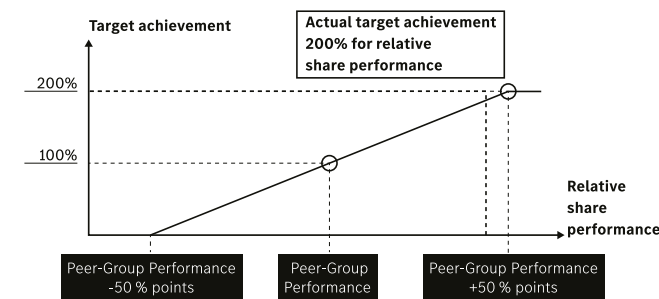 Target achievement
Actual target achievement
200% for relative
share performance
200%
100%
Relative
share
performance
Peer-Group Performance
-50 % points
Peer-Group
Performance
Peer-Group Performance
+50 % points